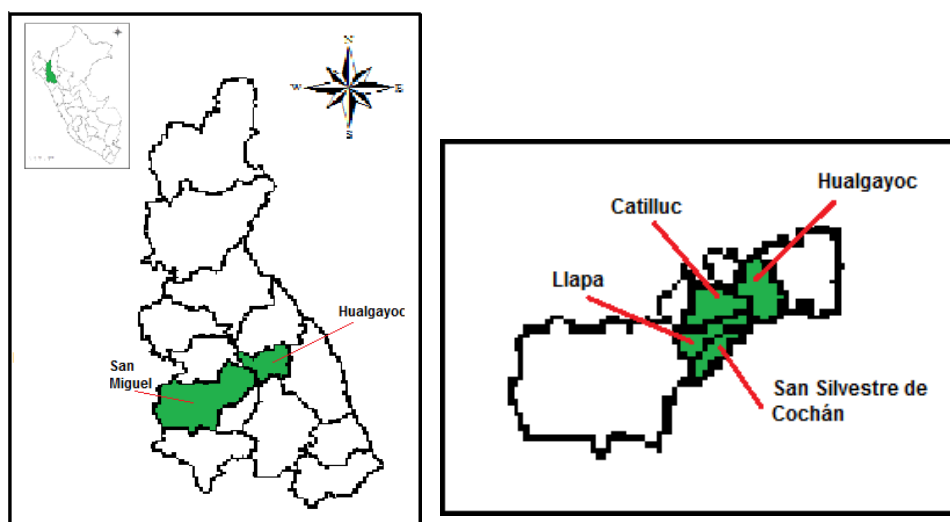 N
W
E
S
Hualgayoc
San
Miguel
Hualgayoc
Catilluc
Llapa
San Silvestre de
Cochán